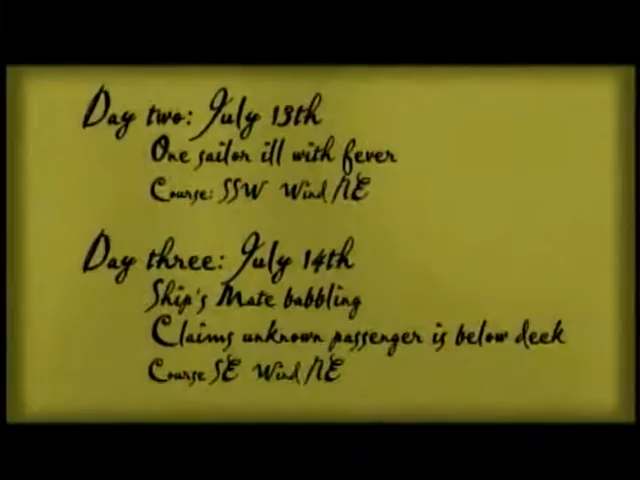 Day two: July 13th
One sailor ill with fever
Course: SSW Wind/NE
Day three: July 14th
Ship's Mate babbling
Claims unknown passenger is below deck
Course SE Wind/NE